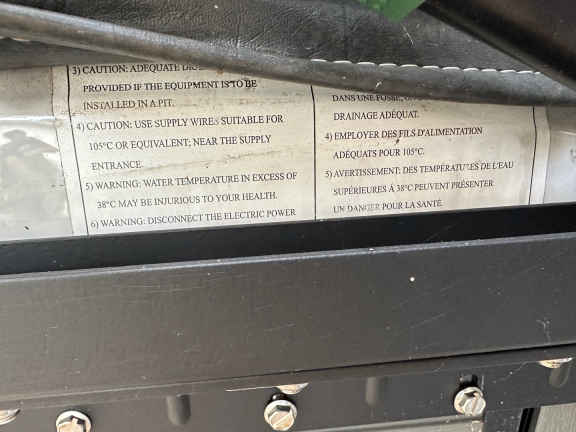 3) CAUTION: ADEQUATE
PROVIDED IF THE EQUIPMENT IS TO BE
INSTALLED IN A PIT.
4) CAUTION: USE SUPPLY WIRES SUITABLE FOR
105°C OR EQUIVALENT; NEAR THE SUPPLY
ENTRANCE.
5) WARNING: WATER TEMPERATURE IN EXCESS OF
38°C MAY BE INJURIOUS TO YOUR HEALTH.
6) WARNING: DISCONNECT THE ELECTRIC POWER
DANS UNE FOSSE,
DRAINAGE ADÉQUAT.
4) EMPLOYER DES FILS D'ALIMENTATION
ADÉQUATS POUR 105°C.
5) AVERTISSEMENT: DES TEMPÉRATURES DE L'EAU
SUPÉRIEURES À 38°C PEUVENT PRÉSENTER
UN DANGER POUR LA SANTÉ.